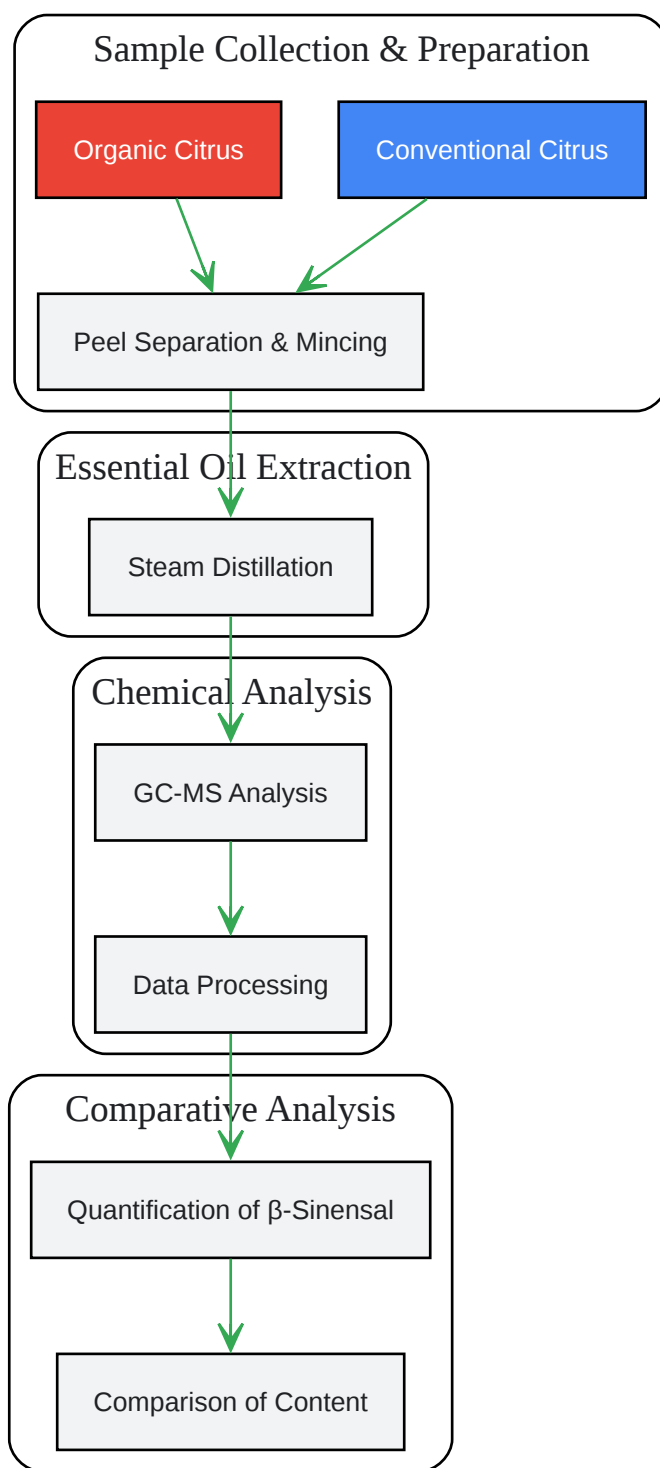 Sample Collection & Preparation
Organic Citrus
Conventional Citrus
Peel Separation & Mincing
Essential Oil Extraction
Steam Distillation
Chemical Analysis
GC-MS Analysis
Data Processing
Comparative Analysis
Quantification of β-Sinensal
Comparison of Content